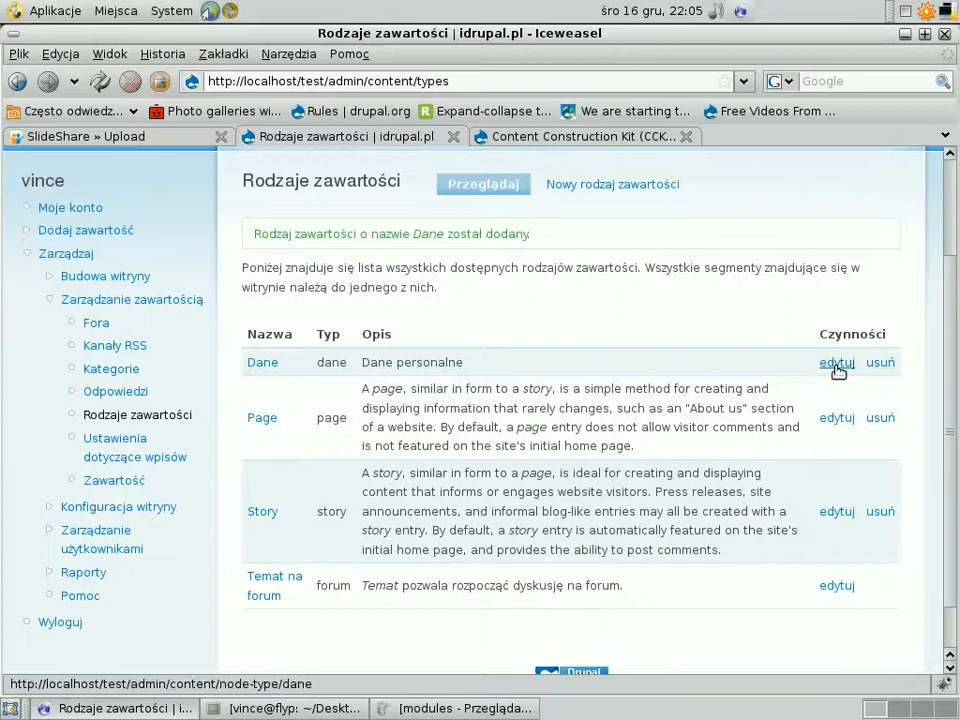 Aplikacje Miejsca System śro 16 gru, 22:05
Rodzaje zawartości | idrupal.pl - Iceweasel
Plik Edycja Widok Historia Zakładki Narzędzia Pomoc
http://localhost/test/admin/content/types
G Google
Często odwiedz... Photo galleries wi... Rules | drupal.org Expand-collapse t... We are starting t... Free Videos From ...
SlideShare » Upload Rodzaje zawartości | idrupal.pl Content Construction Kit (CCK...
vince
Moje konto
Dodaj zawartość
Zarządzaj
Budowa witryny
Zarządzanie zawartością
Fora
Kanały RSS
Kategorie
Odpowiedzi
Rodzaje zawartości
Ustawienia
dotyczące wpisów
Zawartość
Konfiguracja witryny
Zarządzanie
użytkownikami
Raporty
Pomoc
Wyloguj
Rodzaje zawartości Przeglądaj Nowy rodzaj zawartości
Rodzaj zawartości o nazwie Dane został dodany.
Poniżej znajduje się lista wszystkich dostępnych rodzajów zawartości. Wszystkie segmenty znajdujące się w
witrynie należą do jednego z nich.
Nazwa Typ Opis Czynności
Dane dane Dane personalne edytuj usuń
Page page A page, similar in form to a story, is a simple method for creating and
displaying information that rarely changes, such as an "About us" section
of a website. By default, a page entry does not allow visitor comments and
is not featured on the site's initial home page. edytuj usuń
Story story A story, similar in form to a page, is ideal for creating and displaying
content that informs or engages website visitors. Press releases, site
announcements, and informal blog-like entries may all be created with a
story entry. By default, a story entry is automatically featured on the site's
initial home page, and provides the ability to post comments. edytuj usuń
Temat na
forum forum Temat pozwala rozpocząć dyskusję na forum. edytuj
Drupal
http://localhost/test/admin/content/node-type/dane
Rodzaje zawartości | i... [vince@flyp: ~/Deskt... [modules - Przegląda...